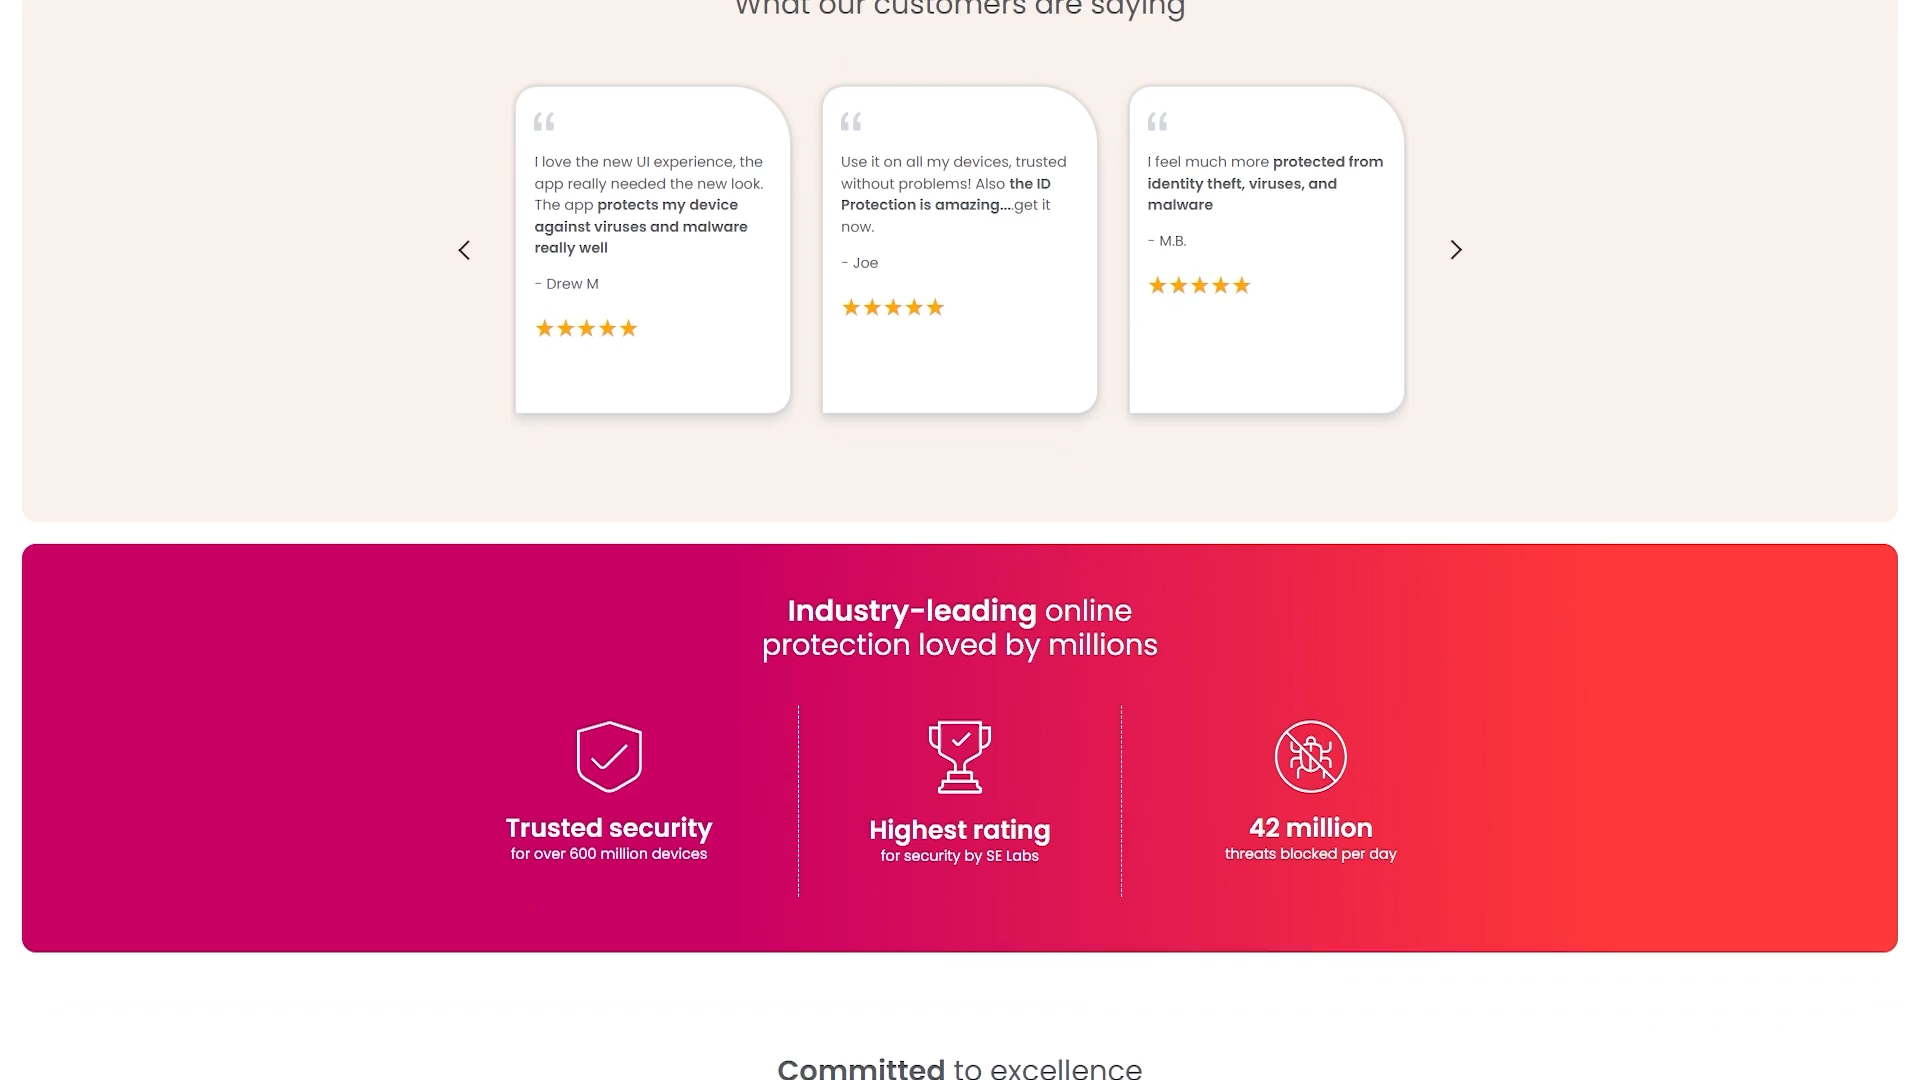 What our customers are saying
I love the new UI experience, the
app really needed the new look.
The app protects my device
against viruses and malware
really well
- Drew M
Use it on all my devices, trusted
without problems! Also the ID
Protection is amazing....get it
now.
- Joe
I feel much more protected from
identity theft, viruses, and
malware
- M.B.
Industry-leading online
protection loved by millions
Trusted security
for over 600 million devices
Highest rating
for security by SE Labs
42 million
threats blocked per day
Committed to excellence